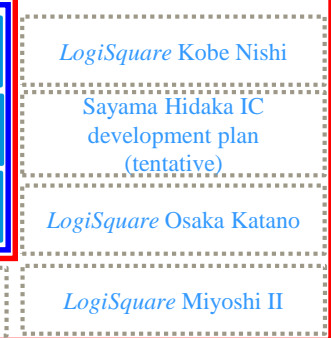 LogiSquare Kobe Nishi
Sayama Hidaka IC
development plan
(tentative)
LogiSquare Osaka Katano
LogiSquare Miyoshi II